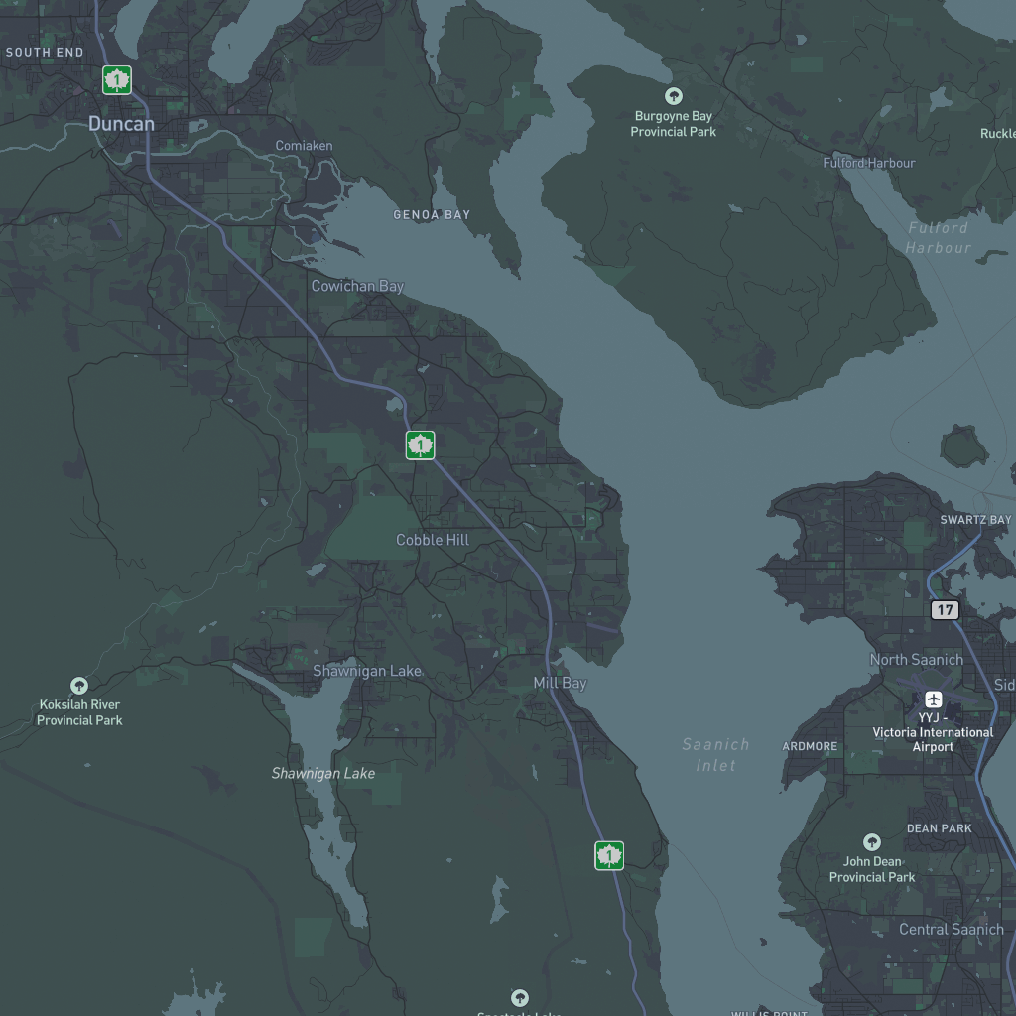 SOUTH END
1
Duncan
Burgoyne Bay
Provincial Park
Comiaken
Fulford Harbour
GENOA BAY
Fulford
Harbour
Cowichan Bay
1
SWARTZ BAY
Cobble Hill
17
North Saanich
Shawnigan Lake
Mill Bay
Koksilah River
Provincial Park
YYJ -
Victoria International
Airport
Saanich
Inlet
ARDMORE
Shawnigan Lake
DEAN PARK
1
John Dean
Provincial Park
Central Saanich